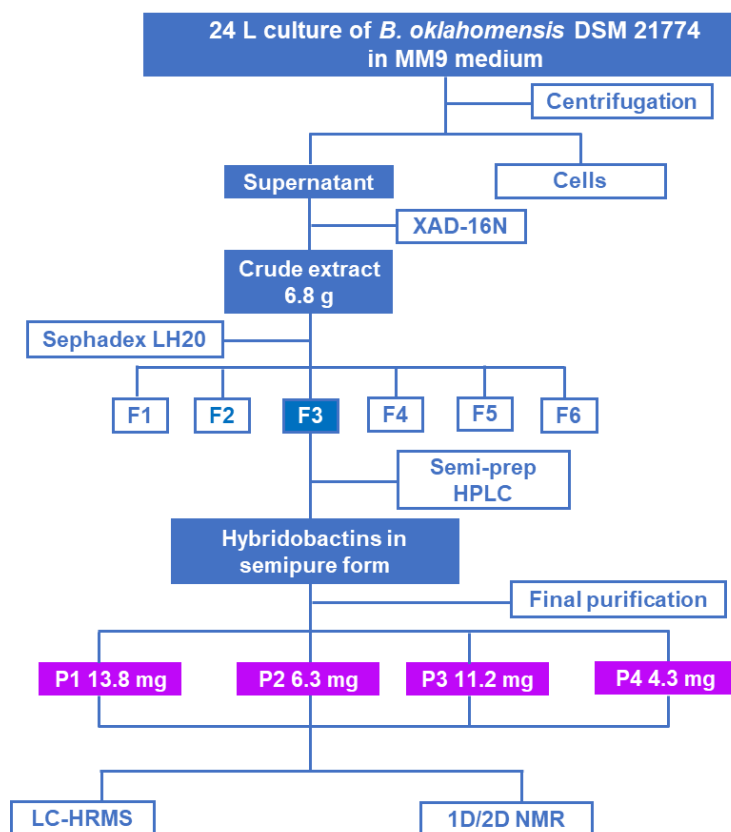 24 L culture of B. oklahomensis DSM 21774
in MM9 medium
Centrifugation
Supernatant
Cells
XAD-16N
Crude extract
6.8 g
Sephadex LH20
F1
F2
F3
F4
F5
F6
Semi-prep
HPLC
Hybridobactins in
semipure form
Final purification
P1 13.8 mg
P2 6.3 mg
P3 11.2 mg
P4 4.3 mg
LC-HRMS
1D/2D NMR